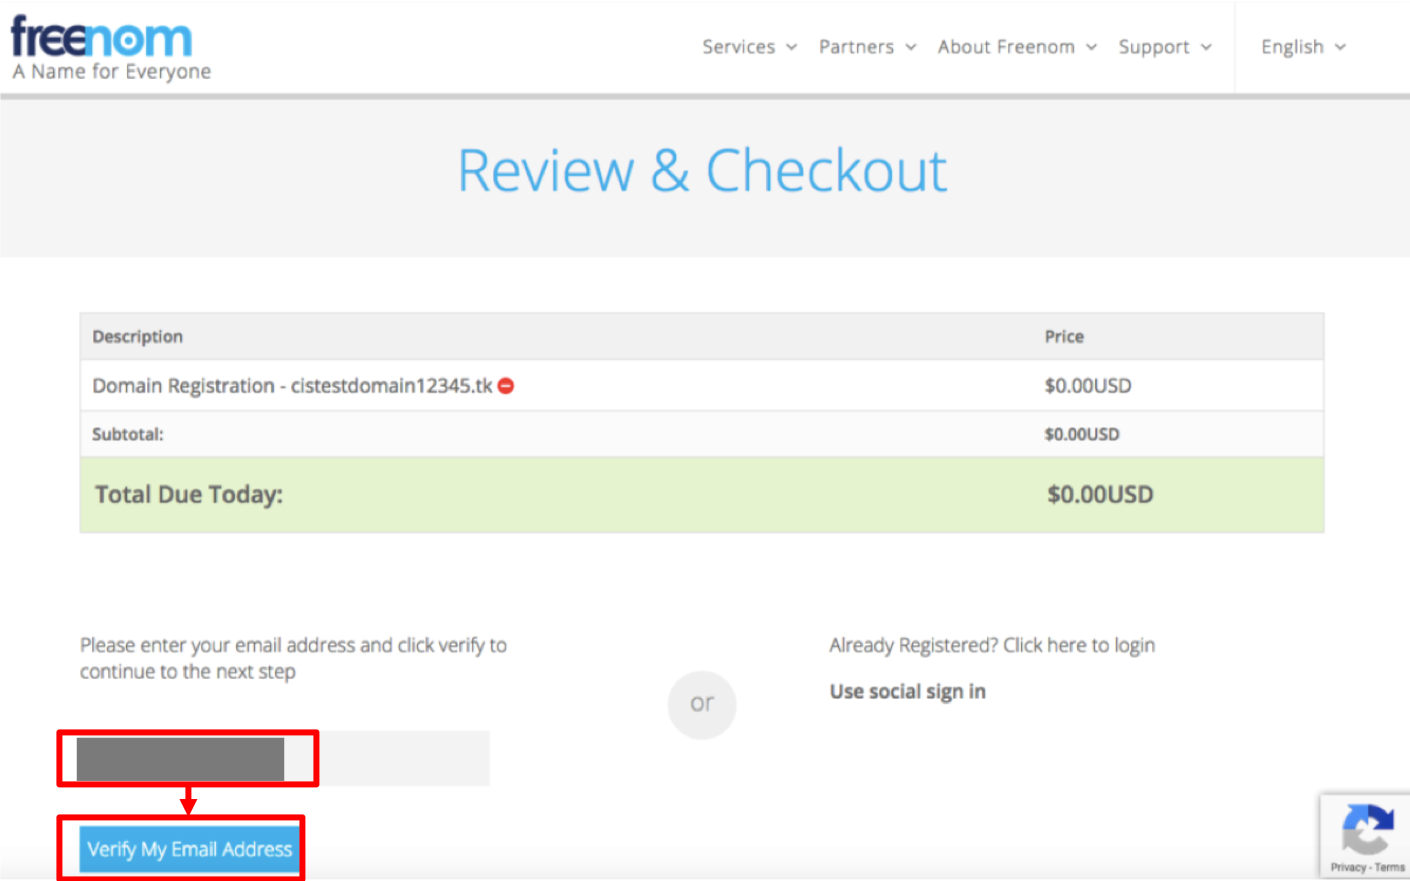 freenom
A Name for Everyone
Services Partners About Freenom Support English
Review & Checkout
Description Price
Domain Registration - cistestdomain12345.tk $0.00USD
Subtotal: $0.00USD
Total Due Today: $0.00USD
Please enter your email address and click verify to
continue to the next step
or
Already Registered? Click here to login
Use social sign in
Verify My Email Address
Privacy - Terms